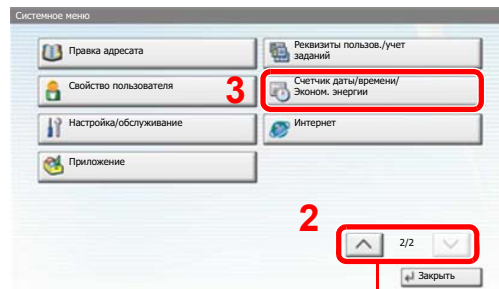 Системное меню
Правка адресата
Реквизиты пользов./учет
заданий
Свойство пользователя
3
Счетчик даты/времени/
Эконом. энергии
Настройка/обслуживание
Интернет
Приложение
2
2/2
Закрыть